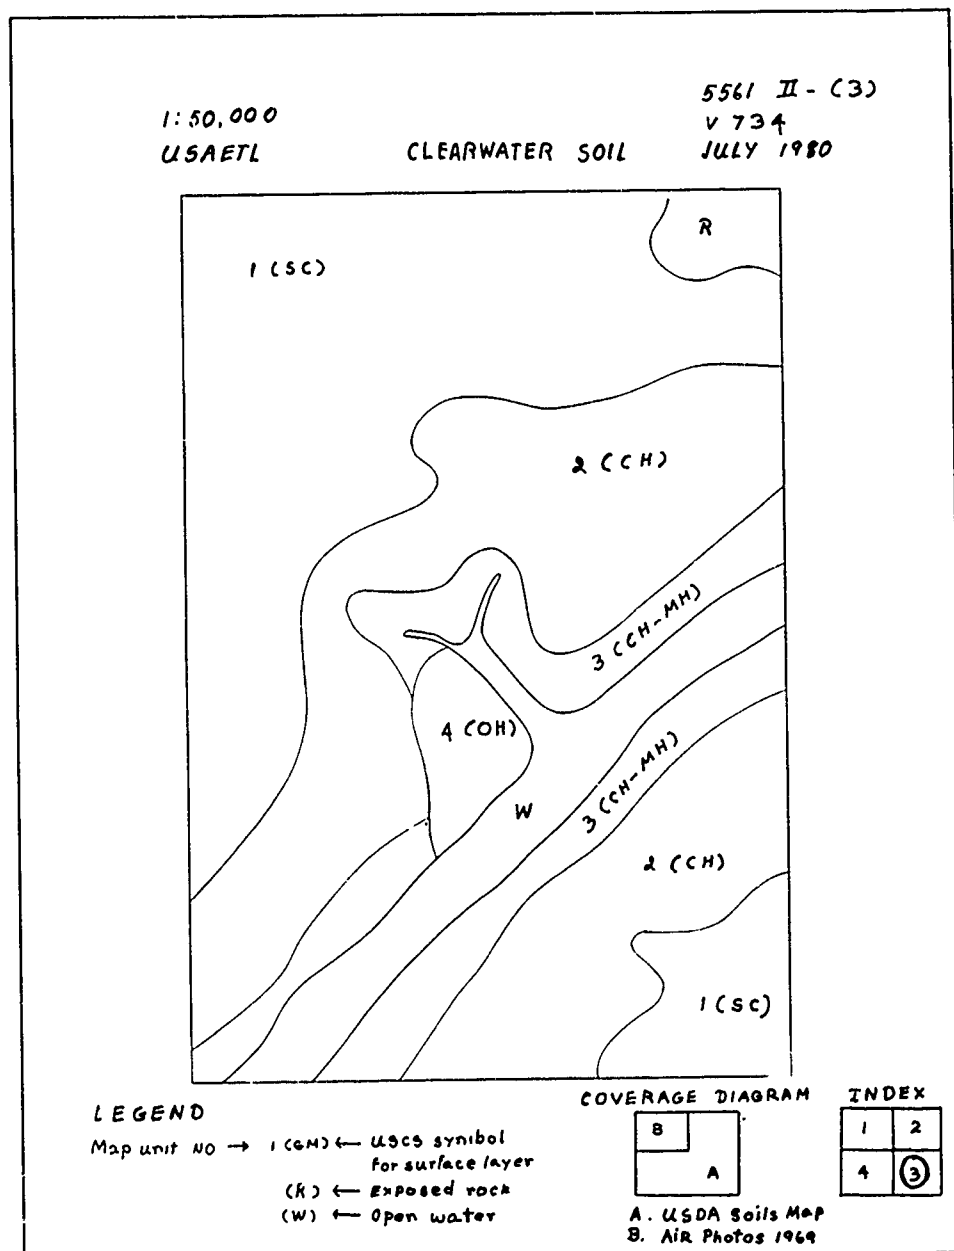 1:50,000
USAETL
CLEARWATER SOIL
5561 II - (3)
V 734
JULY 1980
R
1 (SC)
2 (CH)
3 (CH-MH)
4 (OH)
3 (CH-MH)
W
2 (CH)
1 (SC)
LEGEND
Map unit NO → 1 (GM) ← USCS symbol
for surface layer
(R) ← Exposed rock
(W) ← Open water
COVERAGE DIAGRAM
B
A
A. USDA Soils Map
B. Air Photos 1969
INDEX
1 2
4 3